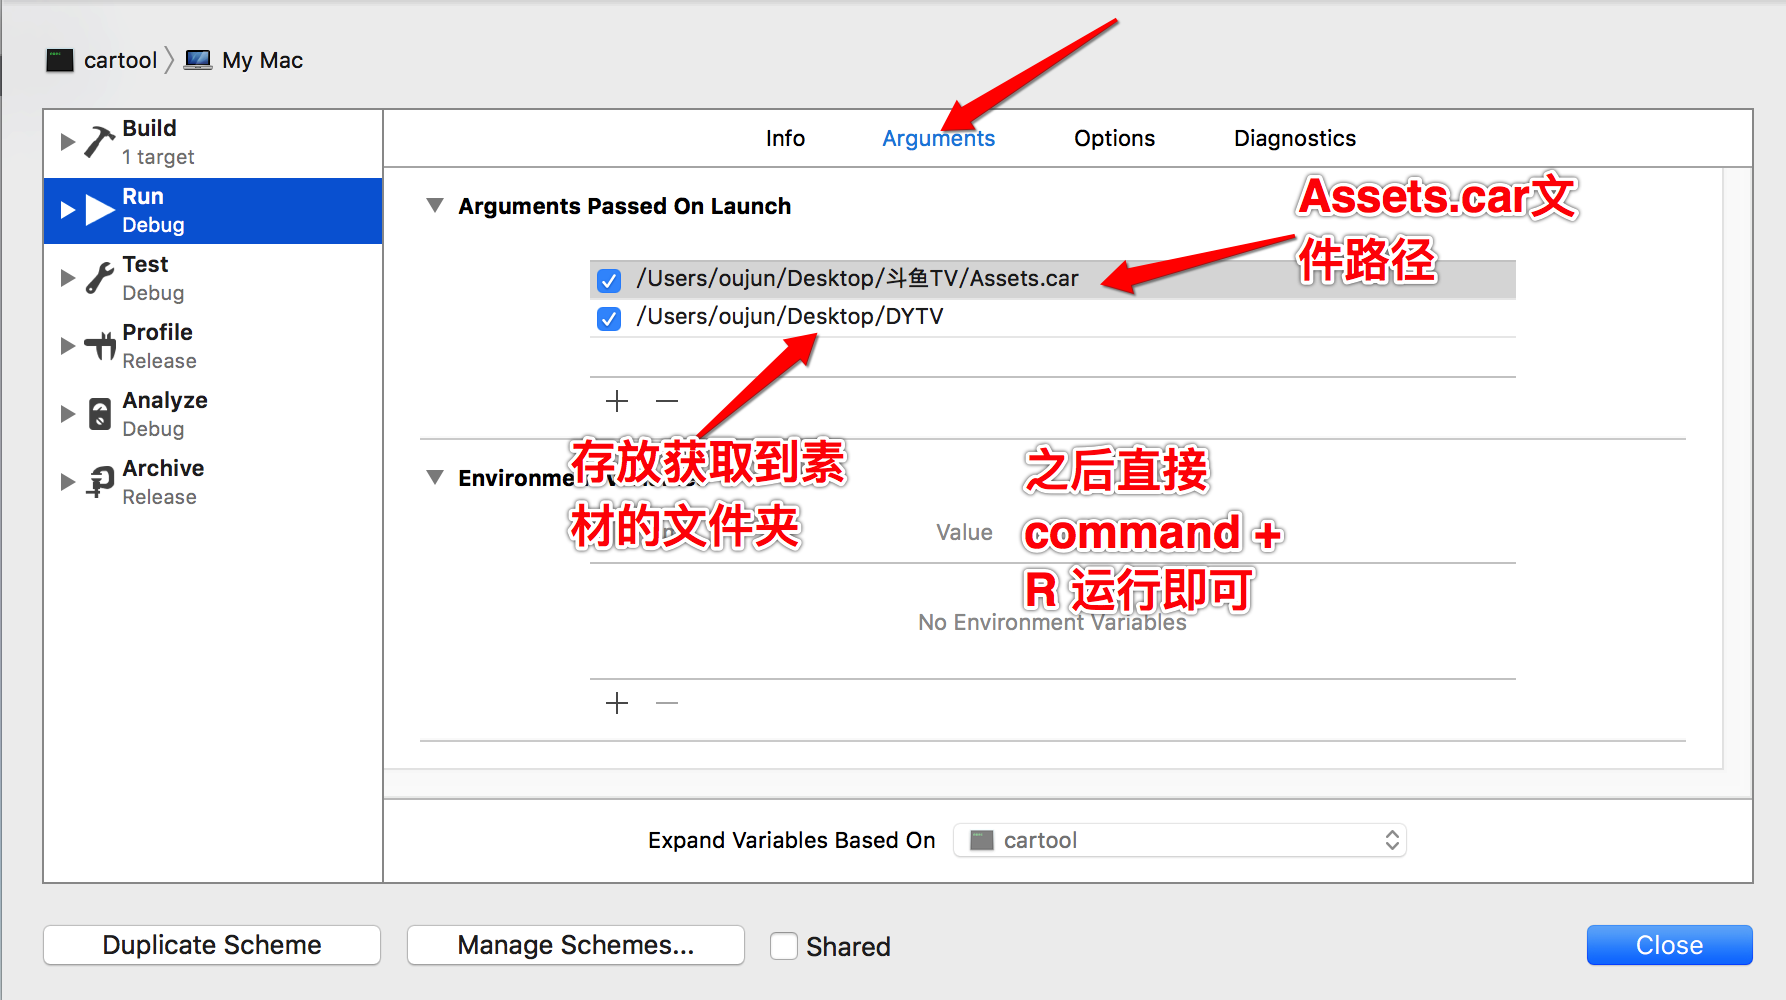 cartool
My Mac
Build
1 target
Run
Debug
Test
Debug
Profile
Release
Analyze
Debug
Archive
Release
Info
Arguments
Options
Diagnostics
Arguments Passed On Launch
Assets.car文
件路径
/Users/oujun/Desktop/斗鱼TV/Assets.car
/Users/oujun/Desktop/DYTV
存放获取到素
材的文件夹
之后直接
command +
R 运行即可
Value
No Environment Variables
Expand Variables Based On
cartool
Duplicate Scheme
Manage Schemes...
Shared
Close